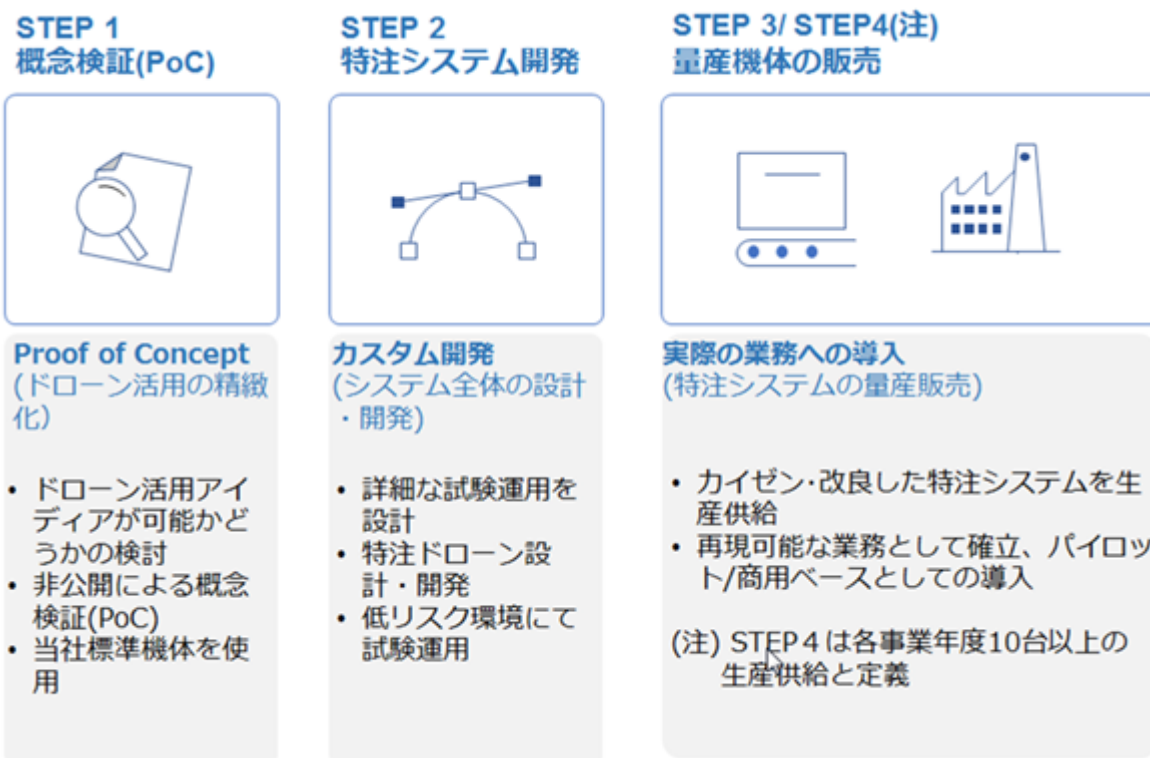 STEP 1
概念検証(PoC)
STEP 2
特注システム開発
STEP 3/ STEP4(注)
量産機体の販売
Proof of Concept
(ドローン活用の精緻
化)
• ドローン活用アイ
ディアが可能かど
うかの検討
• 非公開による概念
検証(PoC)
• 当社標準機体を使
用
カスタム開発
(システム全体の設計
・開発)
• 詳細な試験運用を
設計
• 特注ドローン設
計・開発
• 低リスク環境にて
試験運用
実際の業務への導入
(特注システムの量産販売)
• カイゼン・改良した特注システムを生
産供給
• 再現可能な業務として確立、パイロッ
ト/商用ベースとしての導入
(注) STEP４は各事業年度10台以上の
生産供給と定義